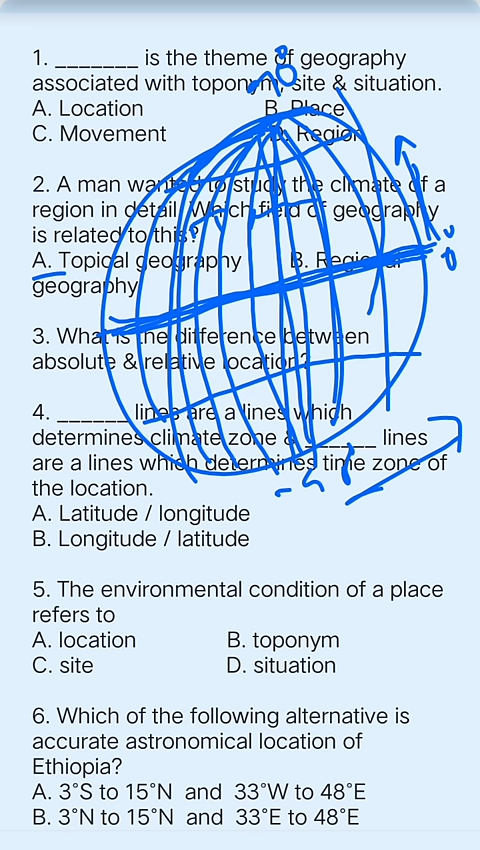 1. _______ is the theme of geography
associated with toponym, site & situation.
A. Location B. Place
C. Movement D. Region
2. A man wanted to study the climate of a
region in detail. Which field of geography
is related to this?
A. Topical geography B. Regional
geography
3. What is the difference between
absolute & relative location?
4. ______ lines are a lines which
determines climate zone & ______ lines
are a lines which determines time zone of
the location.
A. Latitude / longitude
B. Longitude / latitude
5. The environmental condition of a place
refers to
A. location B. toponym
C. site D. situation
6. Which of the following alternative is
accurate astronomical location of
Ethiopia?
A. 3°S to 15°N and 33°W to 48°E
B. 3°N to 15°N and 33°E to 48°E